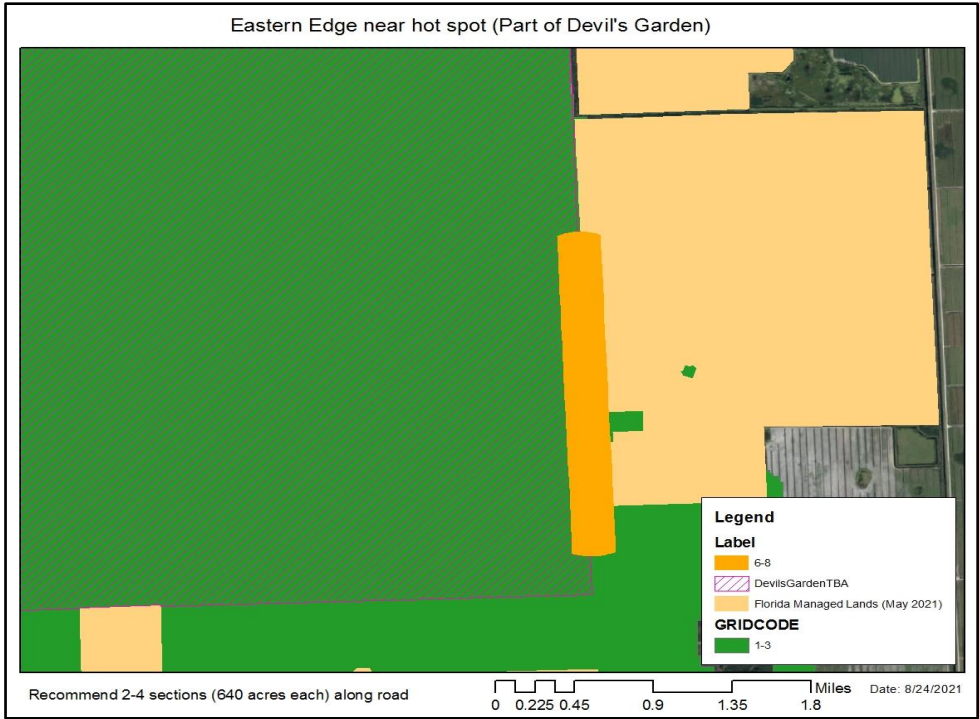 Eastern Edge near hot spot (Part of Devil's Garden)
Legend
Label
6-8
DevilsGardenTBA
Florida Managed Lands (May 2021)
GRIDCODE
1-3
Recommend 2-4 sections (640 acres each) along road
Miles
0 0.225 0.45 0.9 1.35 1.8
Date: 8/24/2021